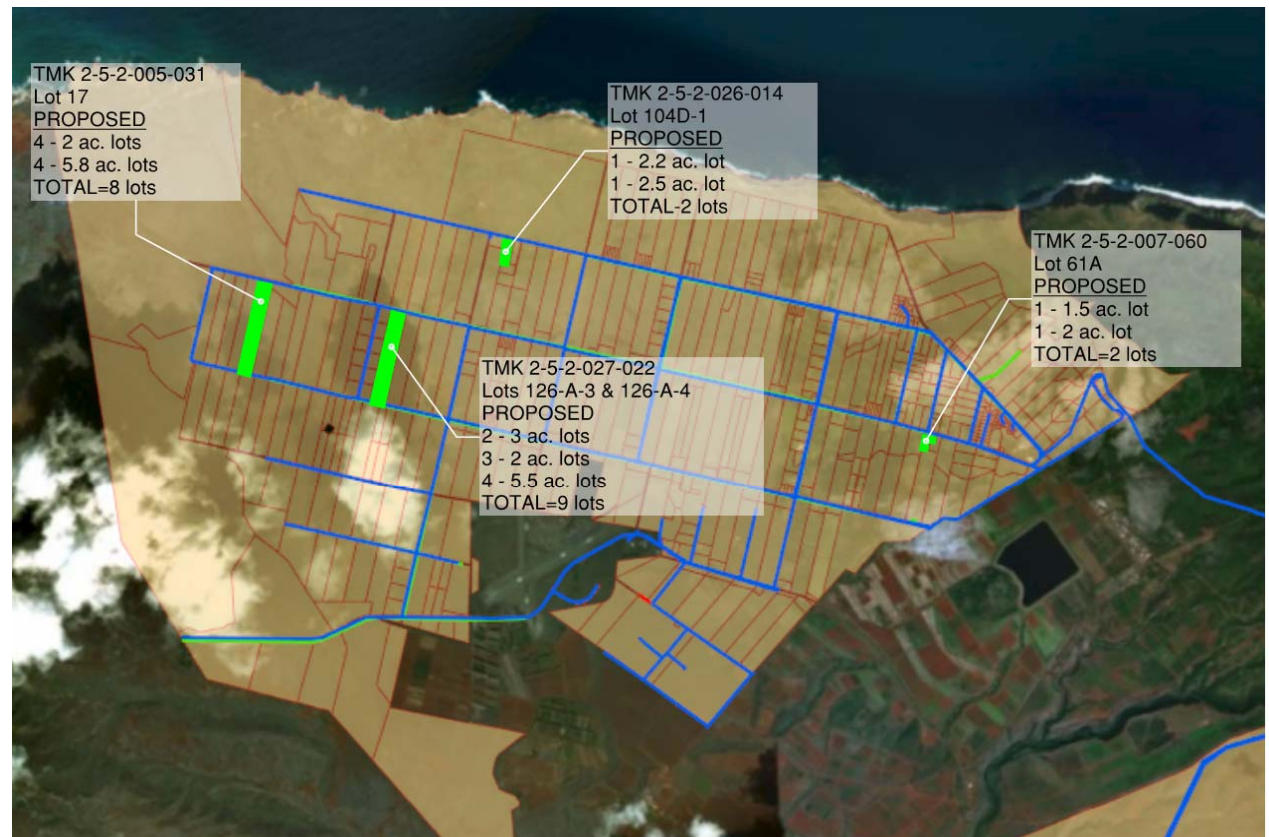 TMK 2-5-2-005-031
Lot 17
PROPOSED
4 - 2 ac. lots
4 - 5.8 ac. lots
TOTAL=8 lots
TMK 2-5-2-026-014
Lot 104D-1
PROPOSED
1 - 2.2 ac. lot
1 - 2.5 ac. lot
TOTAL-2 lots
TMK 2-5-2-007-060
Lot 61A
PROPOSED
1 - 1.5 ac. lot
1 - 2 ac. lot
TOTAL=2 lots
TMK 2-5-2-027-022
Lots 126-A-3 & 126-A-4
PROPOSED
2 - 3 ac. lots
3 - 2 ac. lots
4 - 5.5 ac. lots
TOTAL=9 lots